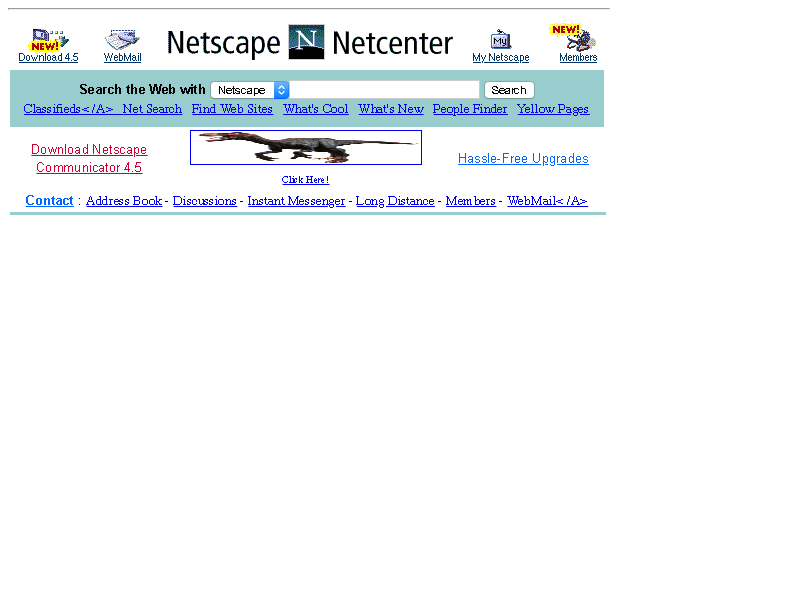 NEW! NEW!
Download 4.5 WebMail Netscape N Netcenter My My Netscape Members
Search the Web with Netscape Search
Classifieds</A> Net Search Find Web Sites What's Cool What's New People Finder Yellow Pages
Download Netscape
Communicator 4.5
Hassle-Free Upgrades
Click Here!
Contact : Address Book - Discussions - Instant Messenger - Long Distance - Members - WebMail</A>